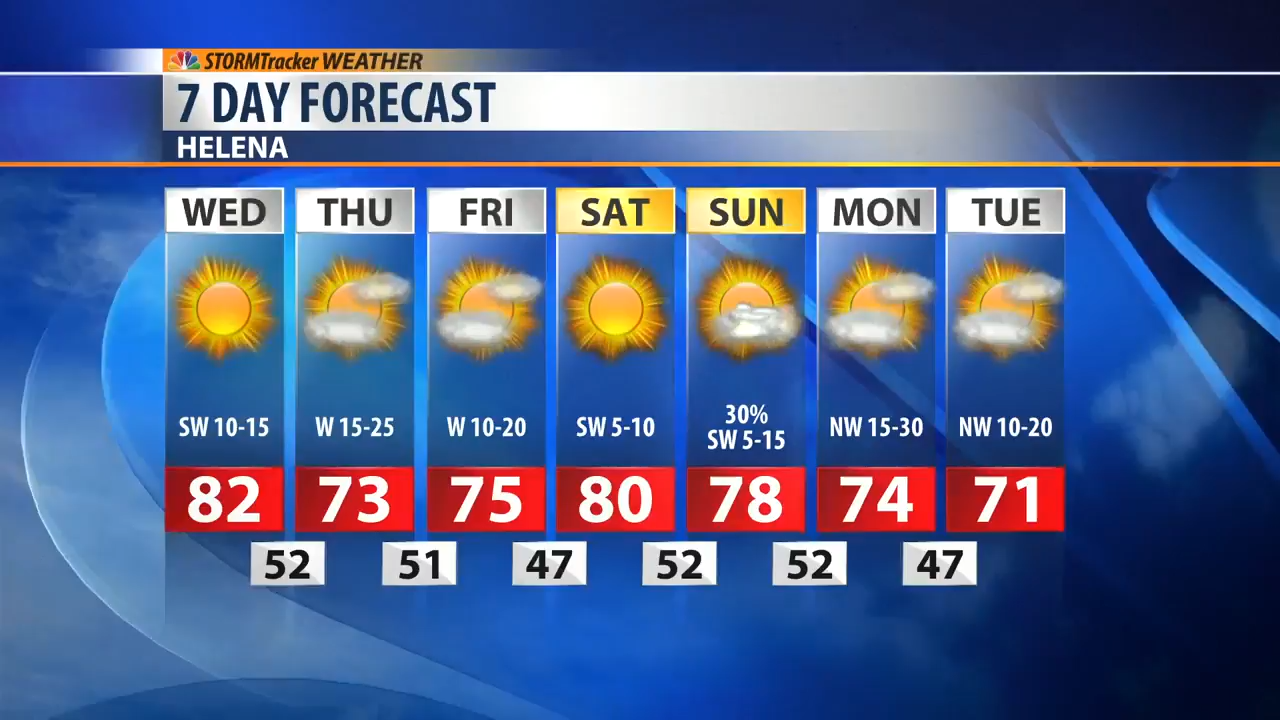 STORMTracker WEATHER
7 DAY FORECAST
HELENA
WED THU FRI SAT SUN MON TUE
30%
SW 10-15 W 15-25 W 10-20 SW 5-10 SW 5-15 NW 15-30 NW 10-20
82 73 75 80 78 74 71
52 51 47 52 52 47